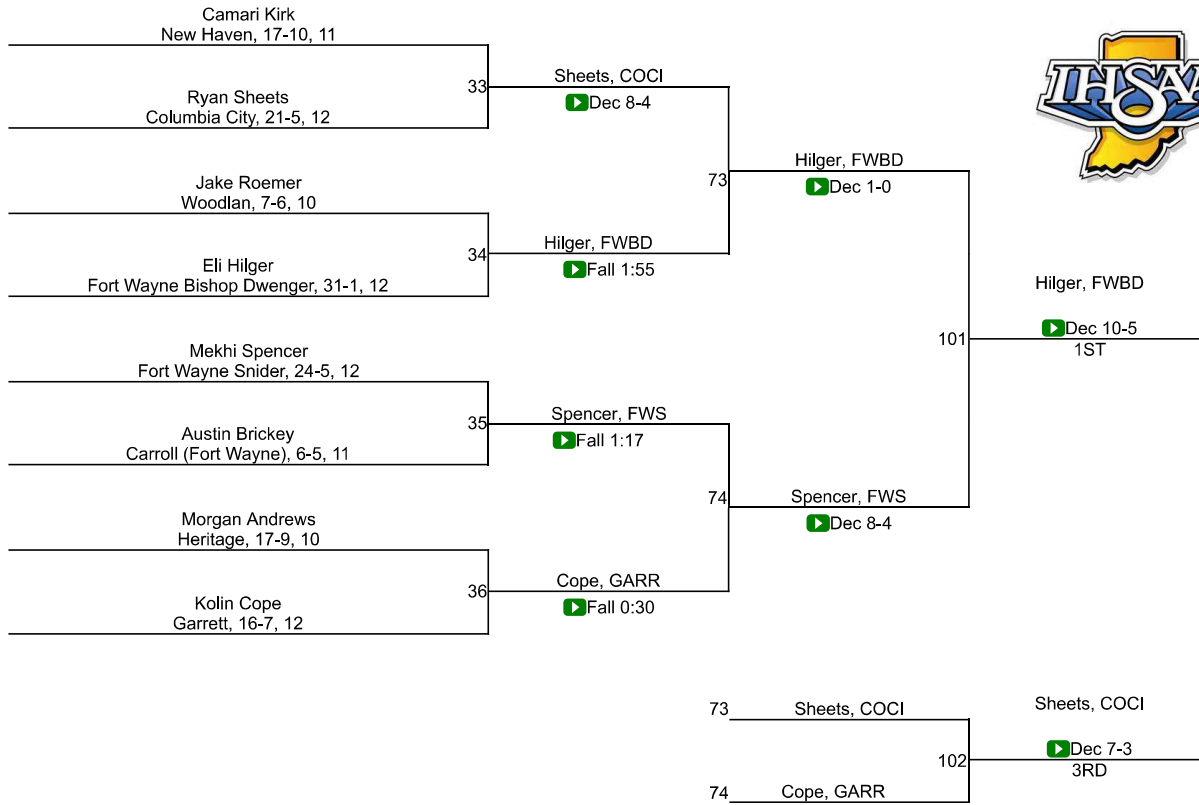 Camari Kirk
New Haven, 17-10, 11
33
Ryan Sheets
Columbia City, 21-5, 12
Sheets, COCI
Dec 8-4
Jake Roemer
Woodlan, 7-6, 10
34
Eli Hilger
Fort Wayne Bishop Dwenger, 31-1, 12
Hilger, FWBD
Fall 1:55
73
Hilger, FWBD
Dec 1-0
Mekhi Spencer
Fort Wayne Snider, 24-5, 12
35
Austin Brickey
Carroll (Fort Wayne), 6-5, 11
Spencer, FWS
Fall 1:17
Morgan Andrews
Heritage, 17-9, 10
36
Kolin Cope
Garrett, 16-7, 12
Cope, GARR
Fall 0:30
74
Spencer, FWS
Dec 8-4
101
Hilger, FWBD
Dec 10-5
1ST
73
Sheets, COCI
74
Cope, GARR
102
Sheets, COCI
Dec 7-3
3RD
IHSAA